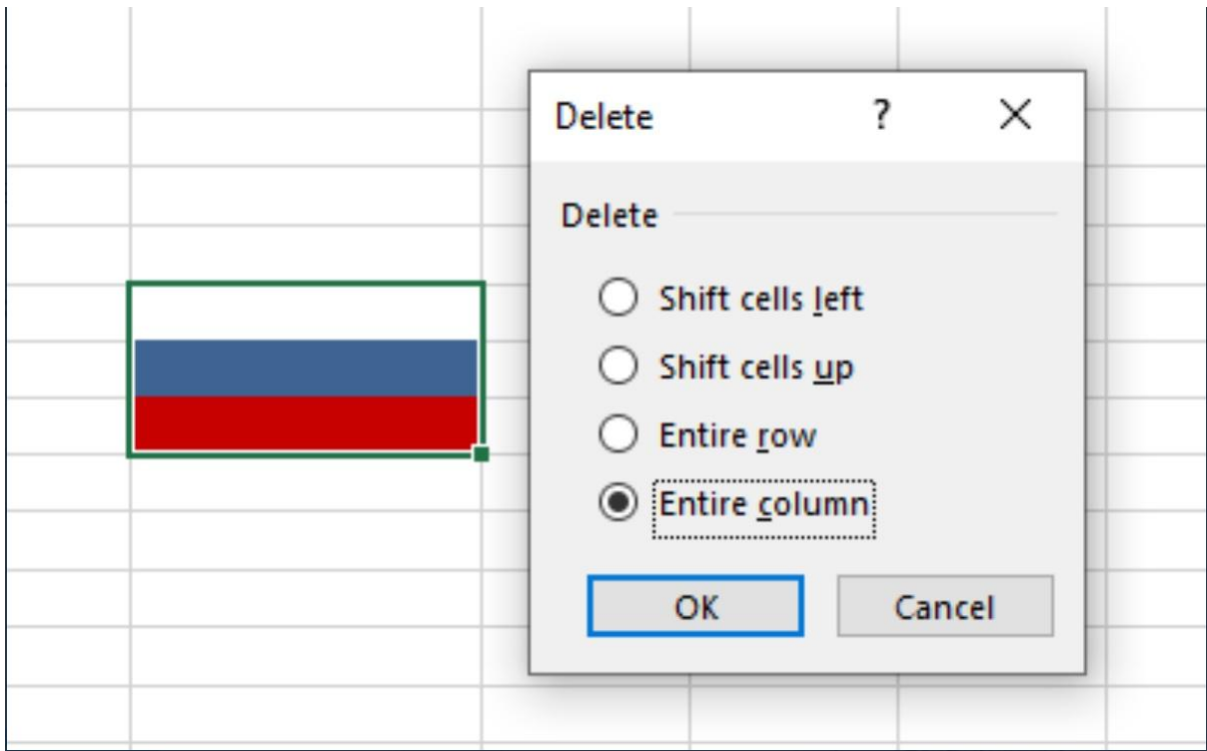 Delete ?
Delete
Shift cells left
Shift cells up
Entire row
Entire column
OK Cancel